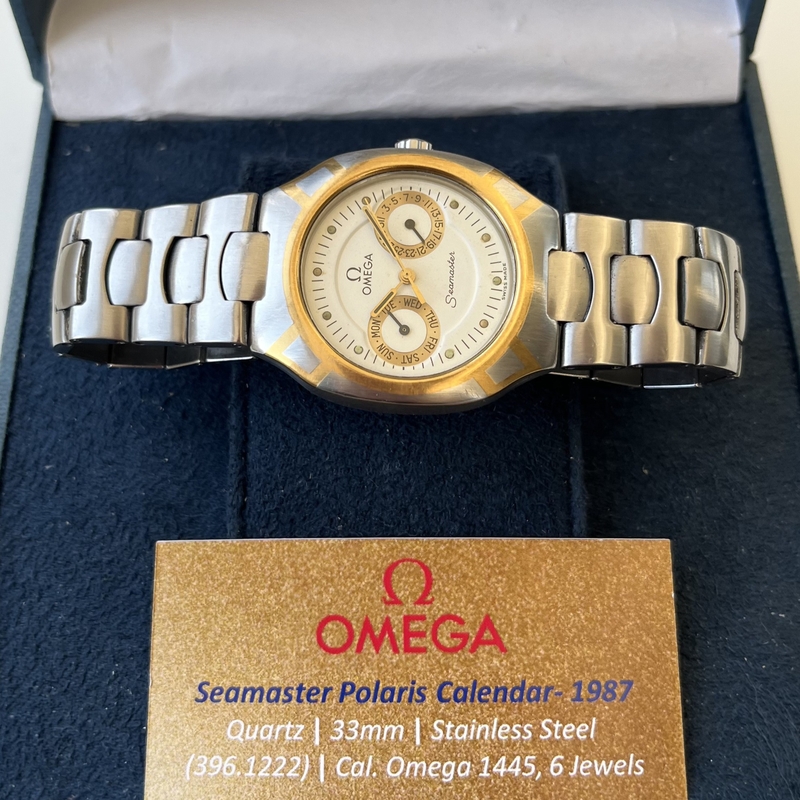 Ω
OMEGA
Seamaster
SWISS MADE
MON · TUE · WED · THU · FRI · SAT · SUN ·
Ω
OMEGA
Seamaster Polaris Calendar- 1987
Quartz | 33mm | Stainless Steel
(396.1222) | Cal. Omega 1445, 6 Jewels